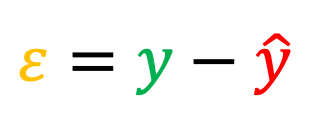 ε = y − ŷ